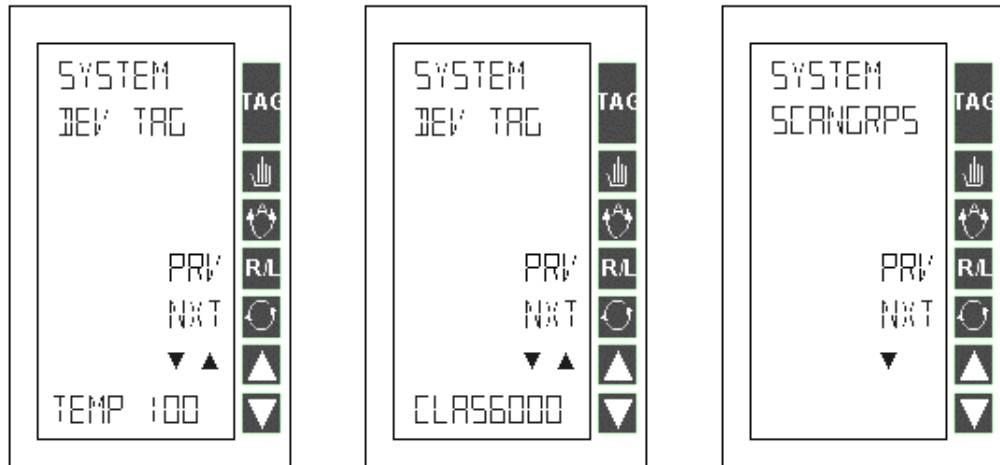 SYSTEM
DEV TAG
PRV
NXT
TEMP 100
TAG
R/L
SYSTEM
DEV TAG
PRV
NXT
CLAS6000
TAG
A
R/L
SYSTEM
SCANGRPS
PRV
NXT
TAG
A
R/L